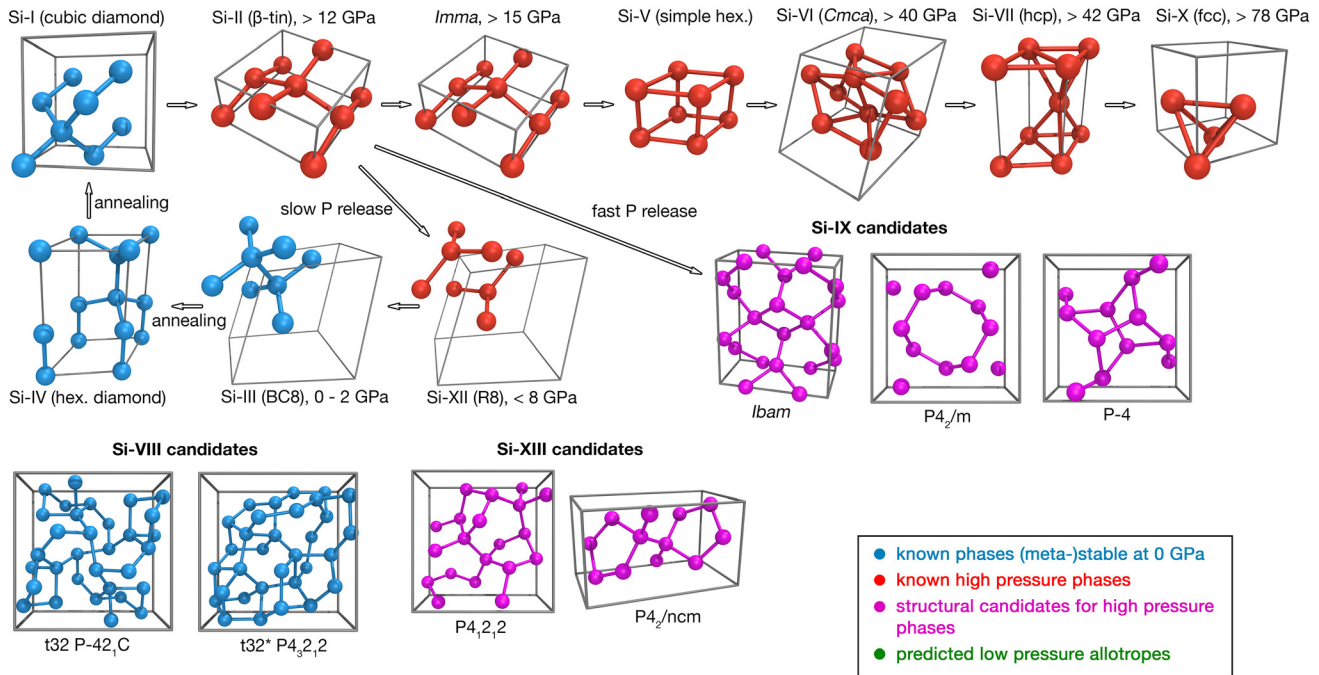 Si-I (cubic diamond)
Si-II (β-tin), > 12 GPa
Imma, > 15 GPa
Si-V (simple hex.)
Si-VI (Cmca), > 40 GPa
Si-VII (hcp), > 42 GPa
Si-X (fcc), > 78 GPa
annealing
slow P release
fast P release
Si-IX candidates
annealing
Si-IV (hex. diamond)
Si-III (BC8), 0 - 2 GPa
Si-XII (R8), < 8 GPa
Ibam
P4₂/m
P-4
Si-VIII candidates
Si-XIII candidates
t32 P-42₁C
t32* P4₃2₁2
P4₁2₁2
P4₂/ncm
known phases (meta-)stable at 0 GPa
known high pressure phases
structural candidates for high pressure
phases
predicted low pressure allotropes